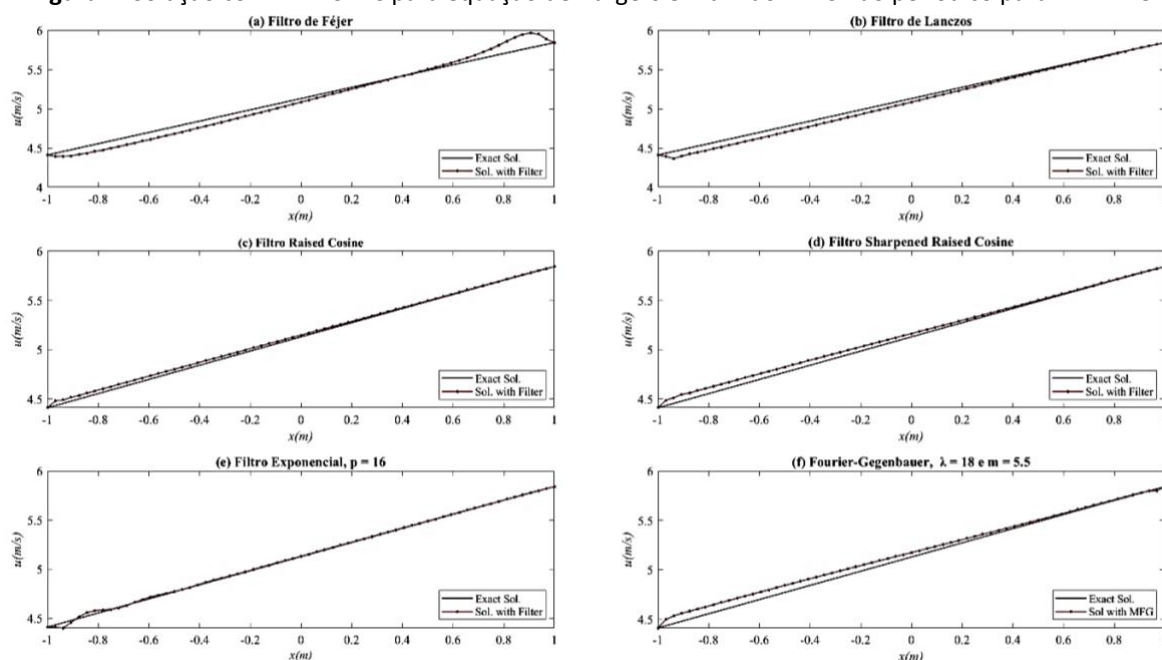 (a) Filtro de Féjer
6
5.5
5
4.5
4
-1 -0.8 -0.6 -0.4 -0.2 0 0.2 0.4 0.6 0.8 1
u(m/s)
x(m)
Exact Sol.
Sol. with Filter
(b) Filtro de Lanczos
6
5.5
5
4.5
4
-1 -0.8 -0.6 -0.4 -0.2 0 0.2 0.4 0.6 0.8
u(m/s)
x(m)
Exact Sol.
Sol. with Filter
(c) Filtro Raised Cosine
6
5.5
5
4.5
-1 -0.8 -0.6 -0.4 -0.2 0 0.2 0.4 0.6 0.8 1
u(m/s)
x(m)
Exact Sol.
Sol. with Filter
(d) Filtro Sharpened Raised Cosine
6
5.5
5
4.5
-1 -0.8 -0.6 -0.4 -0.2 0 0.2 0.4 0.6 0.8
u(m/s)
x(m)
Exact Sol.
Sol. with Filter
(e) Filtro Exponencial, p = 16
6
5.5
5
4.5
-1 -0.8 -0.6 -0.4 -0.2 0 0.2 0.4 0.6 0.8 1
u(m/s)
x(m)
Exact Sol.
Sol. with Filter
(f) Fourier-Gegenbauer, λ = 18 e m = 5.5
6
5.5
5
4.5
-1 -0.8 -0.6 -0.4 -0.2 0 0.2 0.4 0.6 0.8
u(m/s)
x(m)
Exact Sol.
Sol with MFG